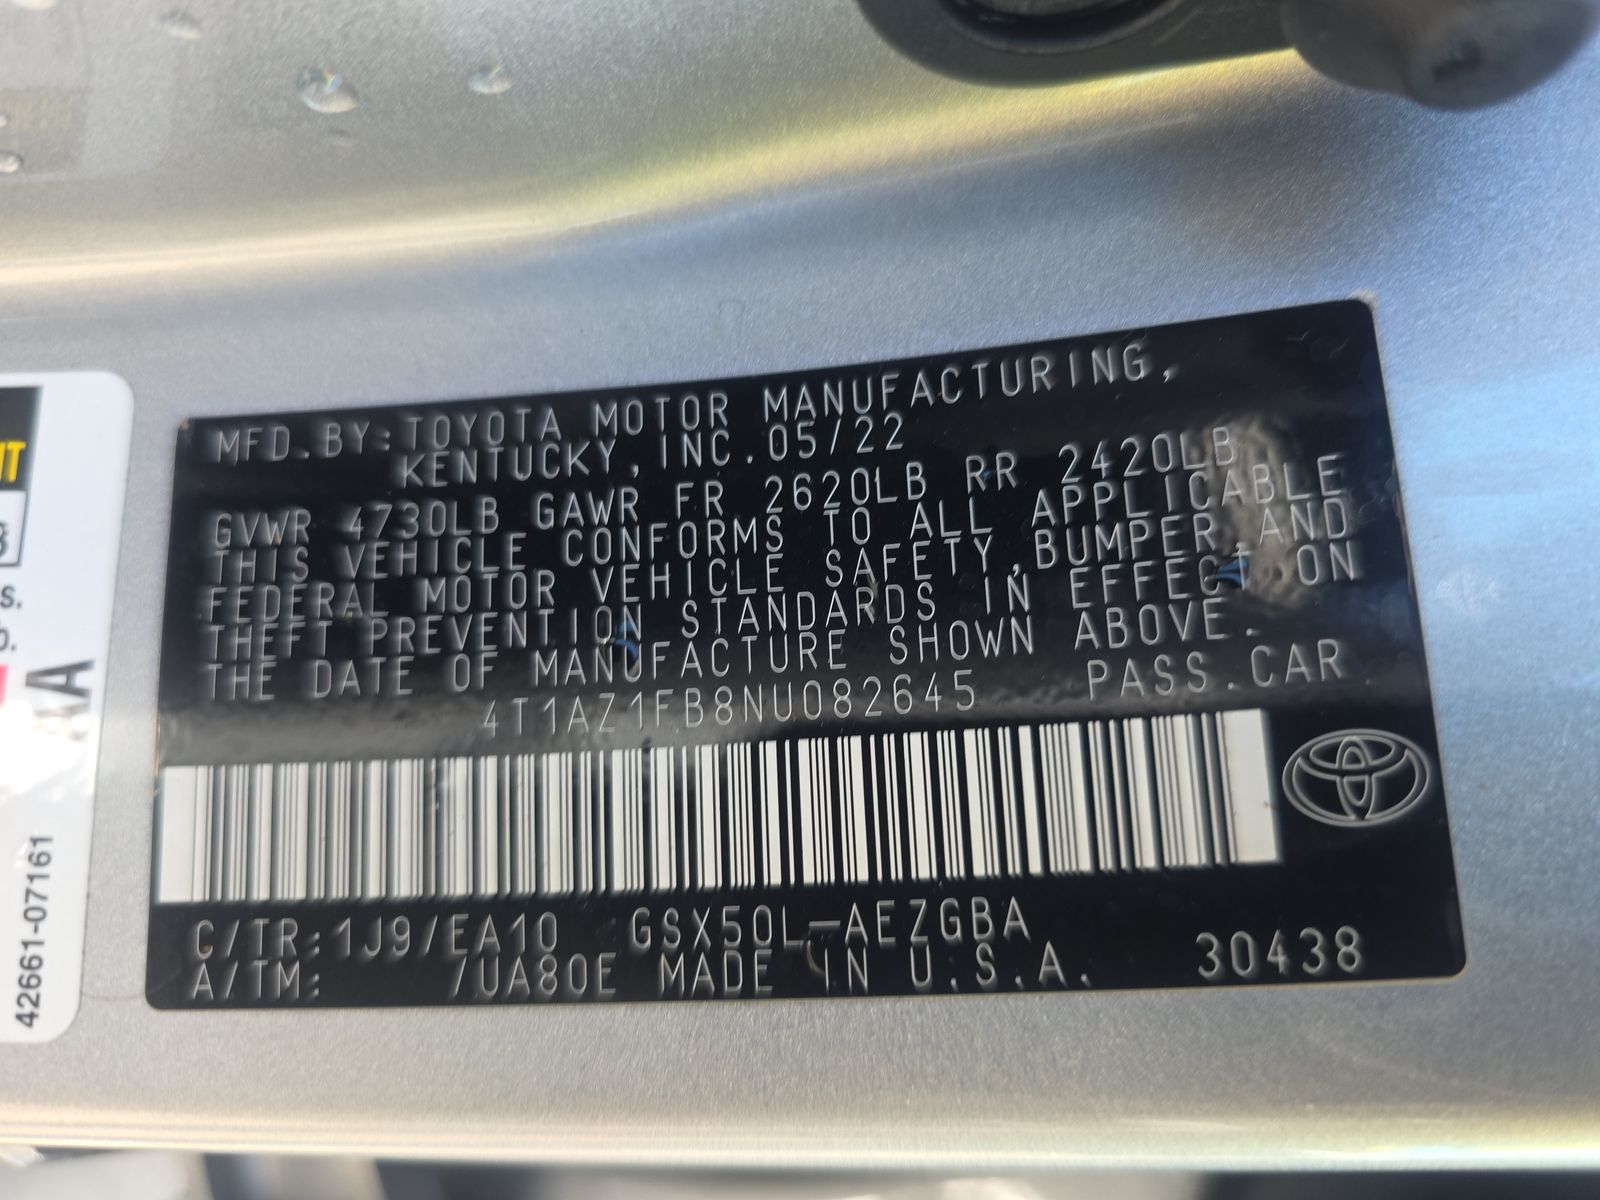 MFD.BY:TOYOTA MOTOR MANUFACTURING,
KENTUCKY,INC.05/22
GVWR 4730LB GAWR FR 2620LB RR 2420LB
THIS VEHICLE CONFORMS TO ALL APPLICABLE
FEDERAL MOTOR VEHICLE SAFETY,BUMPER,AND
THEFT PREVENTION STANDARDS IN EFFECT ON
THE DATE OF MANUFACTURE SHOWN ABOVE.
4T1AZ1FB8NU082645 PASS.CAR
C/TR:1J9/EA10 GSX50L-AEZGBA
A/TM: /UA80E MADE IN U.S.A. 30438
42661-07161